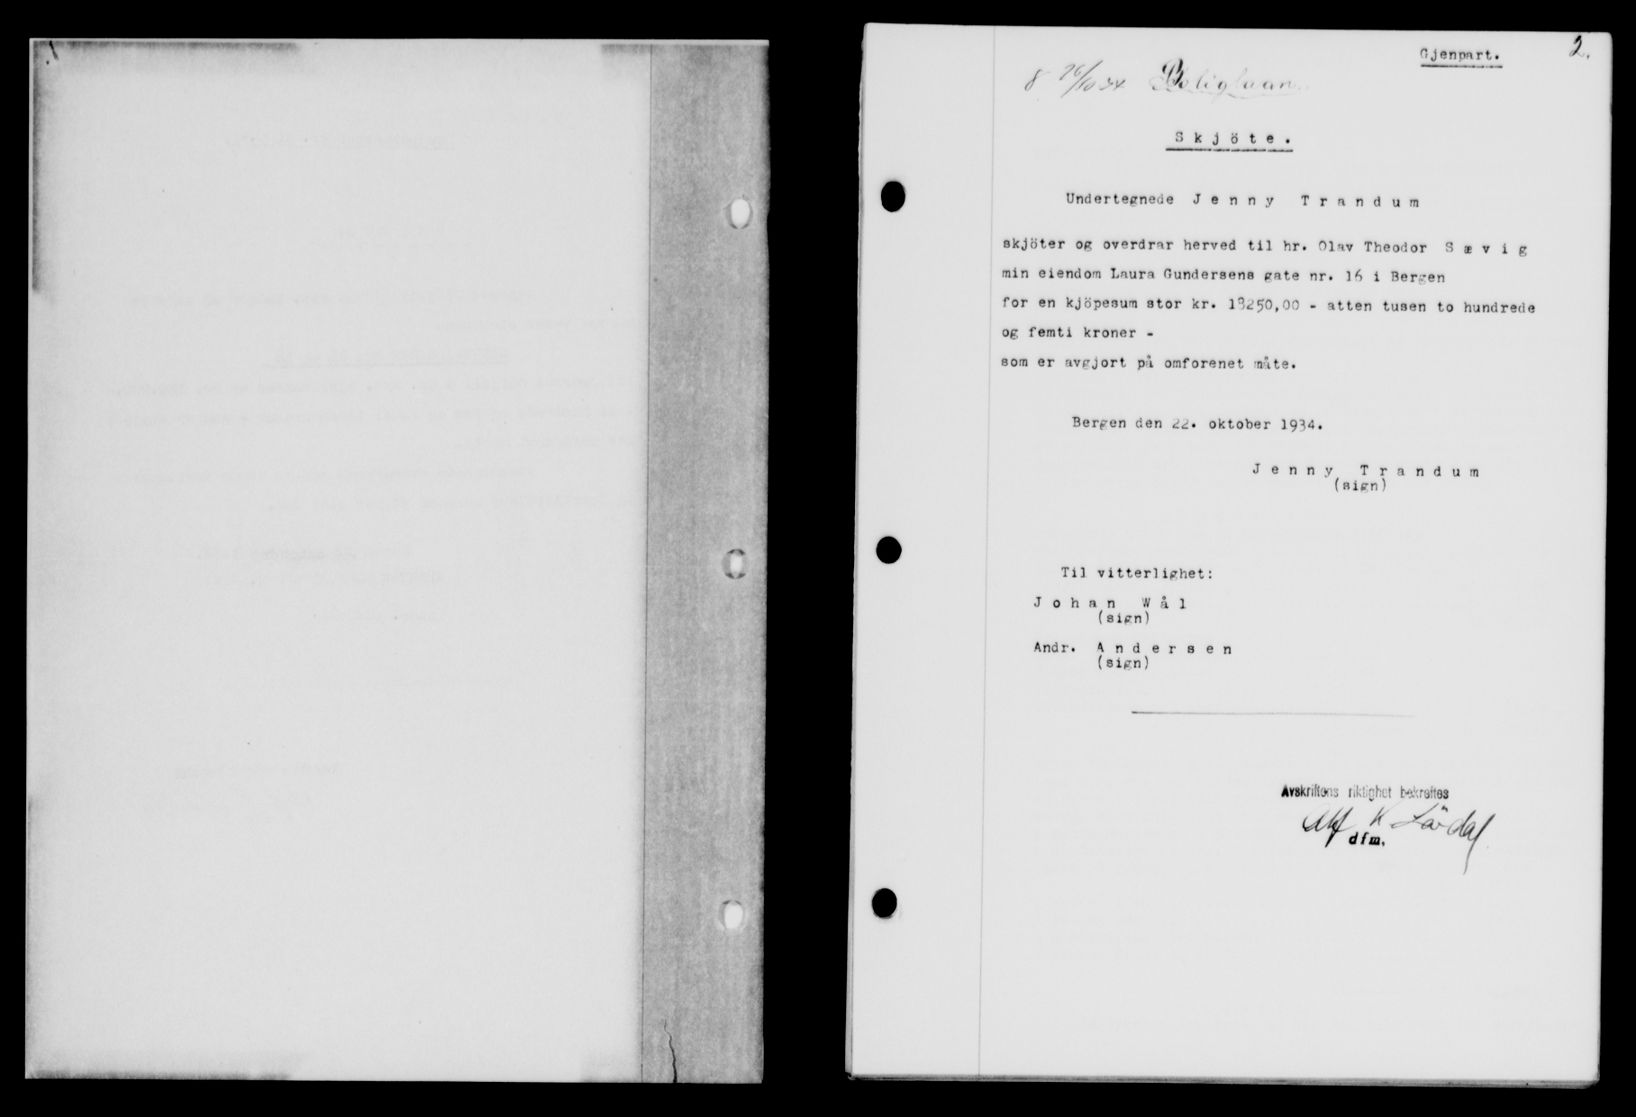 Gjenpart.
2.
8 26/10 34 Boliglaan.
Skjöte.
Undertegnede Jenny Trandum
skjöter og overdrar herved til hr. Olav Theodor Sævig
min eiendom Laura Gundersens gate nr. 16 i Bergen
for en kjöpesum stor kr. 18250,00 - atten tusen to hundrede
og femti kroner -
som er avgjort på omforenet måte.
Bergen den 22. oktober 1934.
Jenny Trandum
(sign)
Til vitterlighet:
Johan Wål
(sign)
Andr. Andersen
(sign)
Avskriftens riktighet bekreftes
dfm.